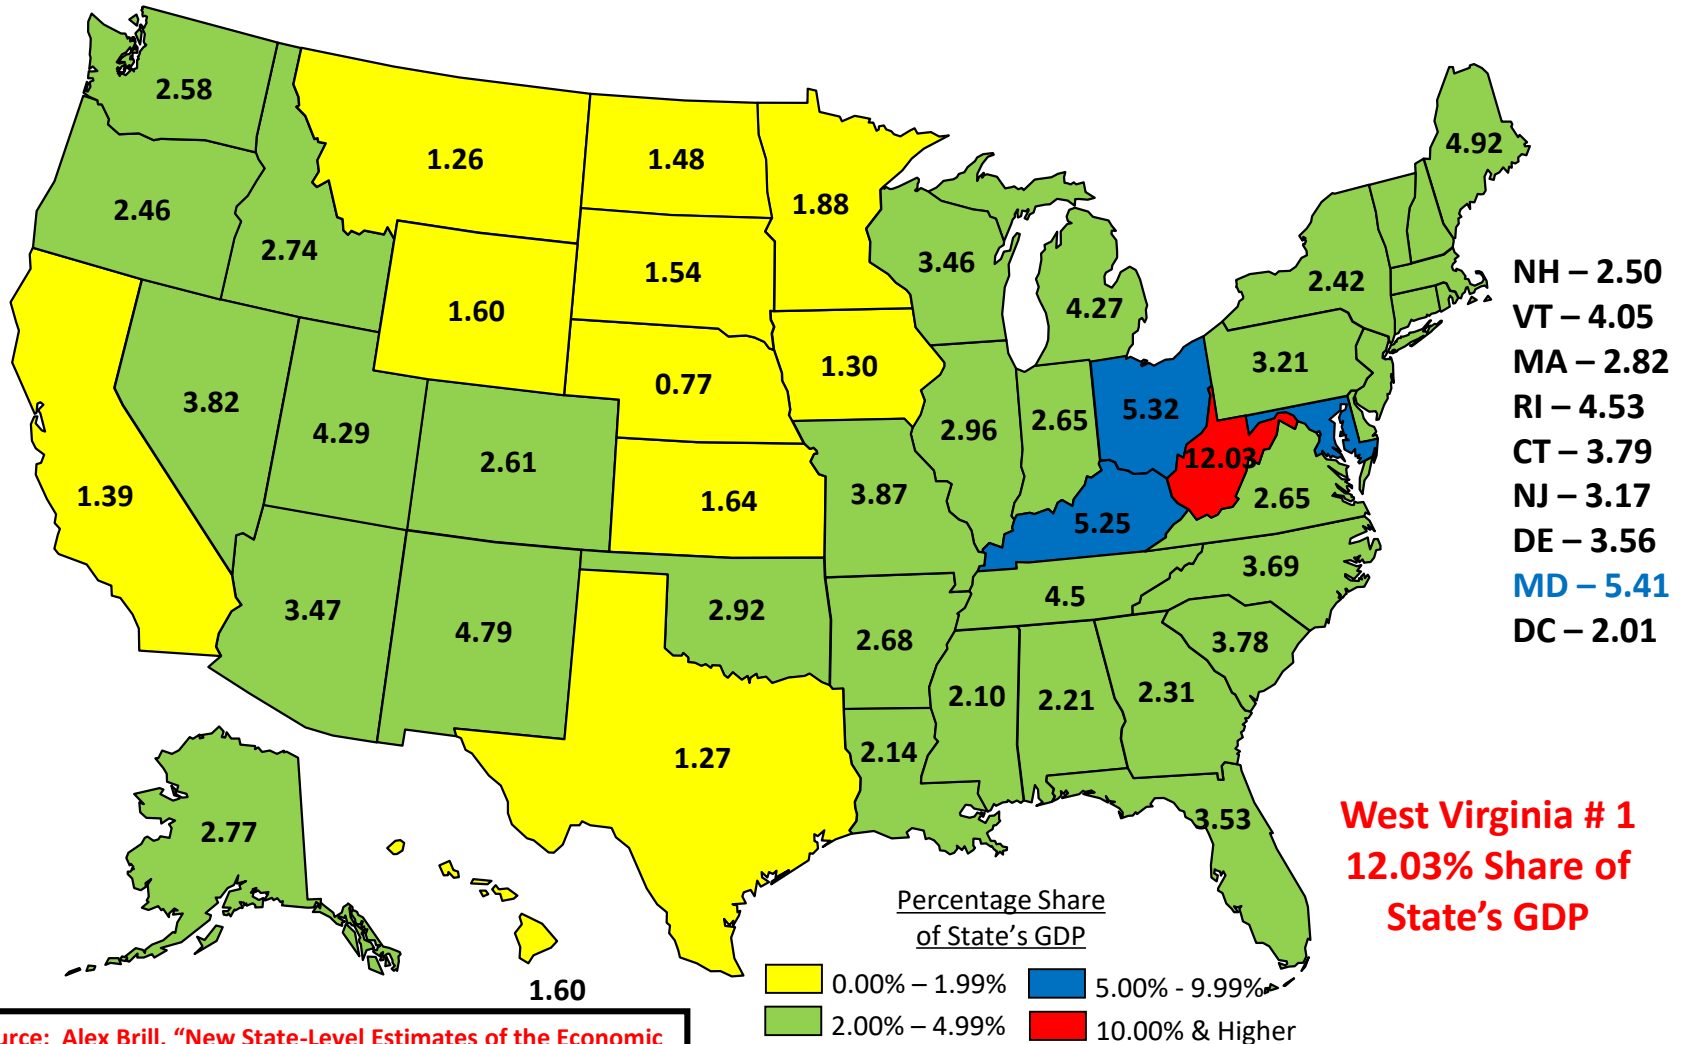 2.58
1.26
1.48
1.88
4.92
2.46
2.74
1.54
3.46
1.60
4.27
2.42
NH – 2.50
VT – 4.05
MA – 2.82
RI – 4.53
CT – 3.79
NJ – 3.17
DE – 3.56
MD – 5.41
DC – 2.01
3.82
4.29
2.61
0.77
1.30
2.96
2.65
5.32
3.21
12.03
1.39
1.64
3.87
5.25
2.65
3.47
4.79
2.92
2.68
4.5
3.69
3.78
2.10
2.21
2.31
1.27
2.14
3.53
2.77
1.60
West Virginia # 1
12.03% Share of
State’s GDP
Percentage Share
of State’s GDP
0.00% – 1.99%
5.00% - 9.99%
2.00% – 4.99%
10.00% & Higher
urce: Alex Brill, “New State-Level Estimates of the Economic